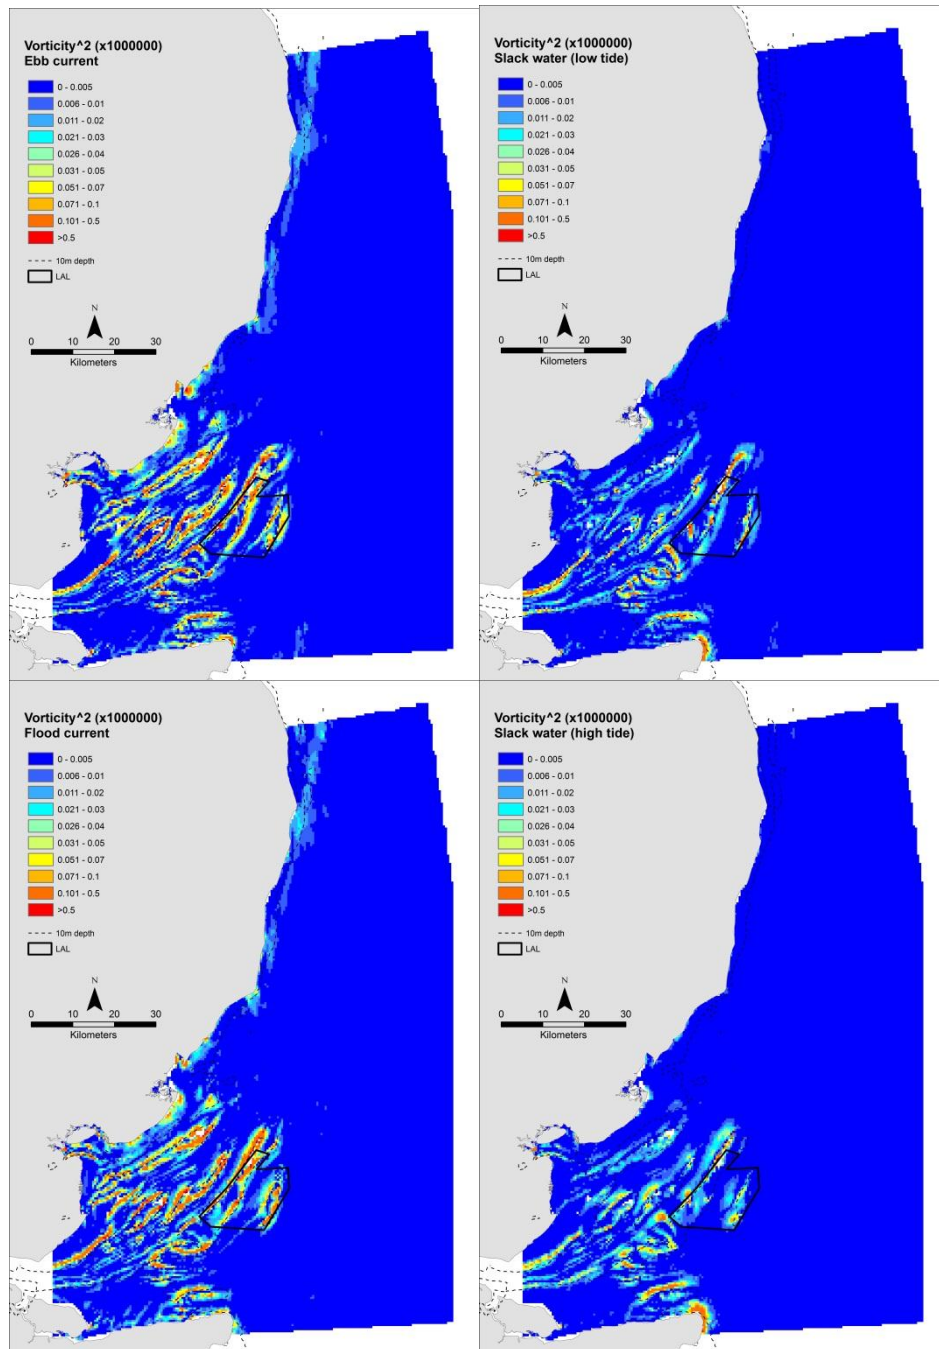 Vorticity^2 (x1000000)
Ebb current
0 - 0.005
0.006 - 0.01
0.011 - 0.02
0.021 - 0.03
0.026 - 0.04
0.031 - 0.05
0.051 - 0.07
0.071 - 0.1
0.101 - 0.5
>0.5
10m depth
LAL
N
0 10 20 30
Kilometers
Vorticity^2 (x1000000)
Slack water (low tide)
0 - 0.005
0.006 - 0.01
0.011 - 0.02
0.021 - 0.03
0.026 - 0.04
0.031 - 0.05
0.051 - 0.07
0.071 - 0.1
0.101 - 0.5
>0.5
10m depth
LAL
N
0 10 20 30
Kilometers
Vorticity^2 (x1000000)
Flood current
0 - 0.005
0.006 - 0.01
0.011 - 0.02
0.021 - 0.03
0.026 - 0.04
0.031 - 0.05
0.051 - 0.07
0.071 - 0.1
0.101 - 0.5
>0.5
10m depth
LAL
N
0 10 20 30
Kilometers
Vorticity^2 (x1000000)
Slack water (high tide)
0 - 0.005
0.006 - 0.01
0.011 - 0.02
0.021 - 0.03
0.026 - 0.04
0.031 - 0.05
0.051 - 0.07
0.071 - 0.1
0.101 - 0.5
>0.5
10m depth
LAL
N
0 10 20 30
Kilometers